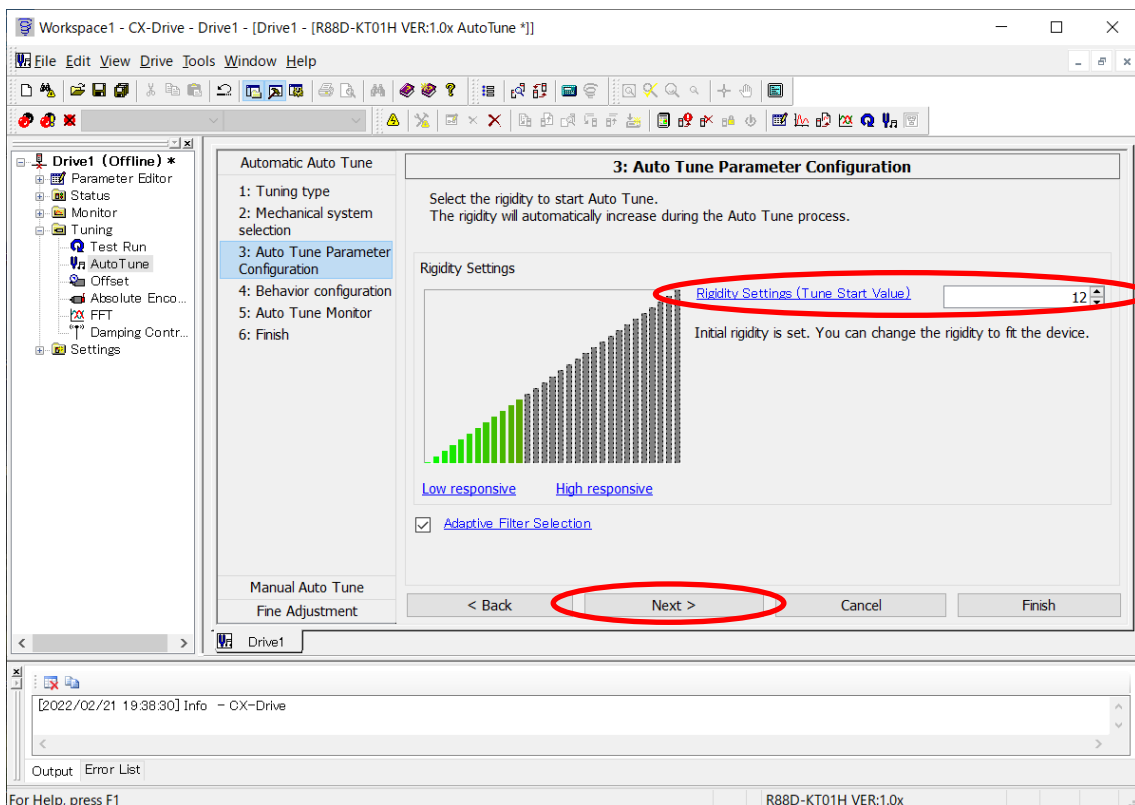 Workspace1 - CX-Drive - Drive1 - [Drive1 - [R88D-KT01H VER:1.0x AutoTune *]]
File Edit View Drive Tools Window Help
Drive1 (Offline) *
Parameter Editor
Status
Monitor
Tuning
Test Run
AutoTune
Offset
Absolute Enco...
FFT
Damping Contr...
Settings
Automatic Auto Tune
1: Tuning type
2: Mechanical system
selection
3: Auto Tune Parameter
Configuration
4: Behavior configuration
5: Auto Tune Monitor
6: Finish
Manual Auto Tune
Fine Adjustment
3: Auto Tune Parameter Configuration
Select the rigidity to start Auto Tune.
The rigidity will automatically increase during the Auto Tune process.
Rigidity Settings
Rigidity Settings (Tune Start Value) 12
Initial rigidity is set. You can change the rigidity to fit the device.
Low responsive High responsive
Adaptive Filter Selection
< Back Next > Cancel Finish
Drive1
[2022/02/21 19:38:30] Info - CX-Drive
Output Error List
For Help, press F1 R88D-KT01H VER:1.0x